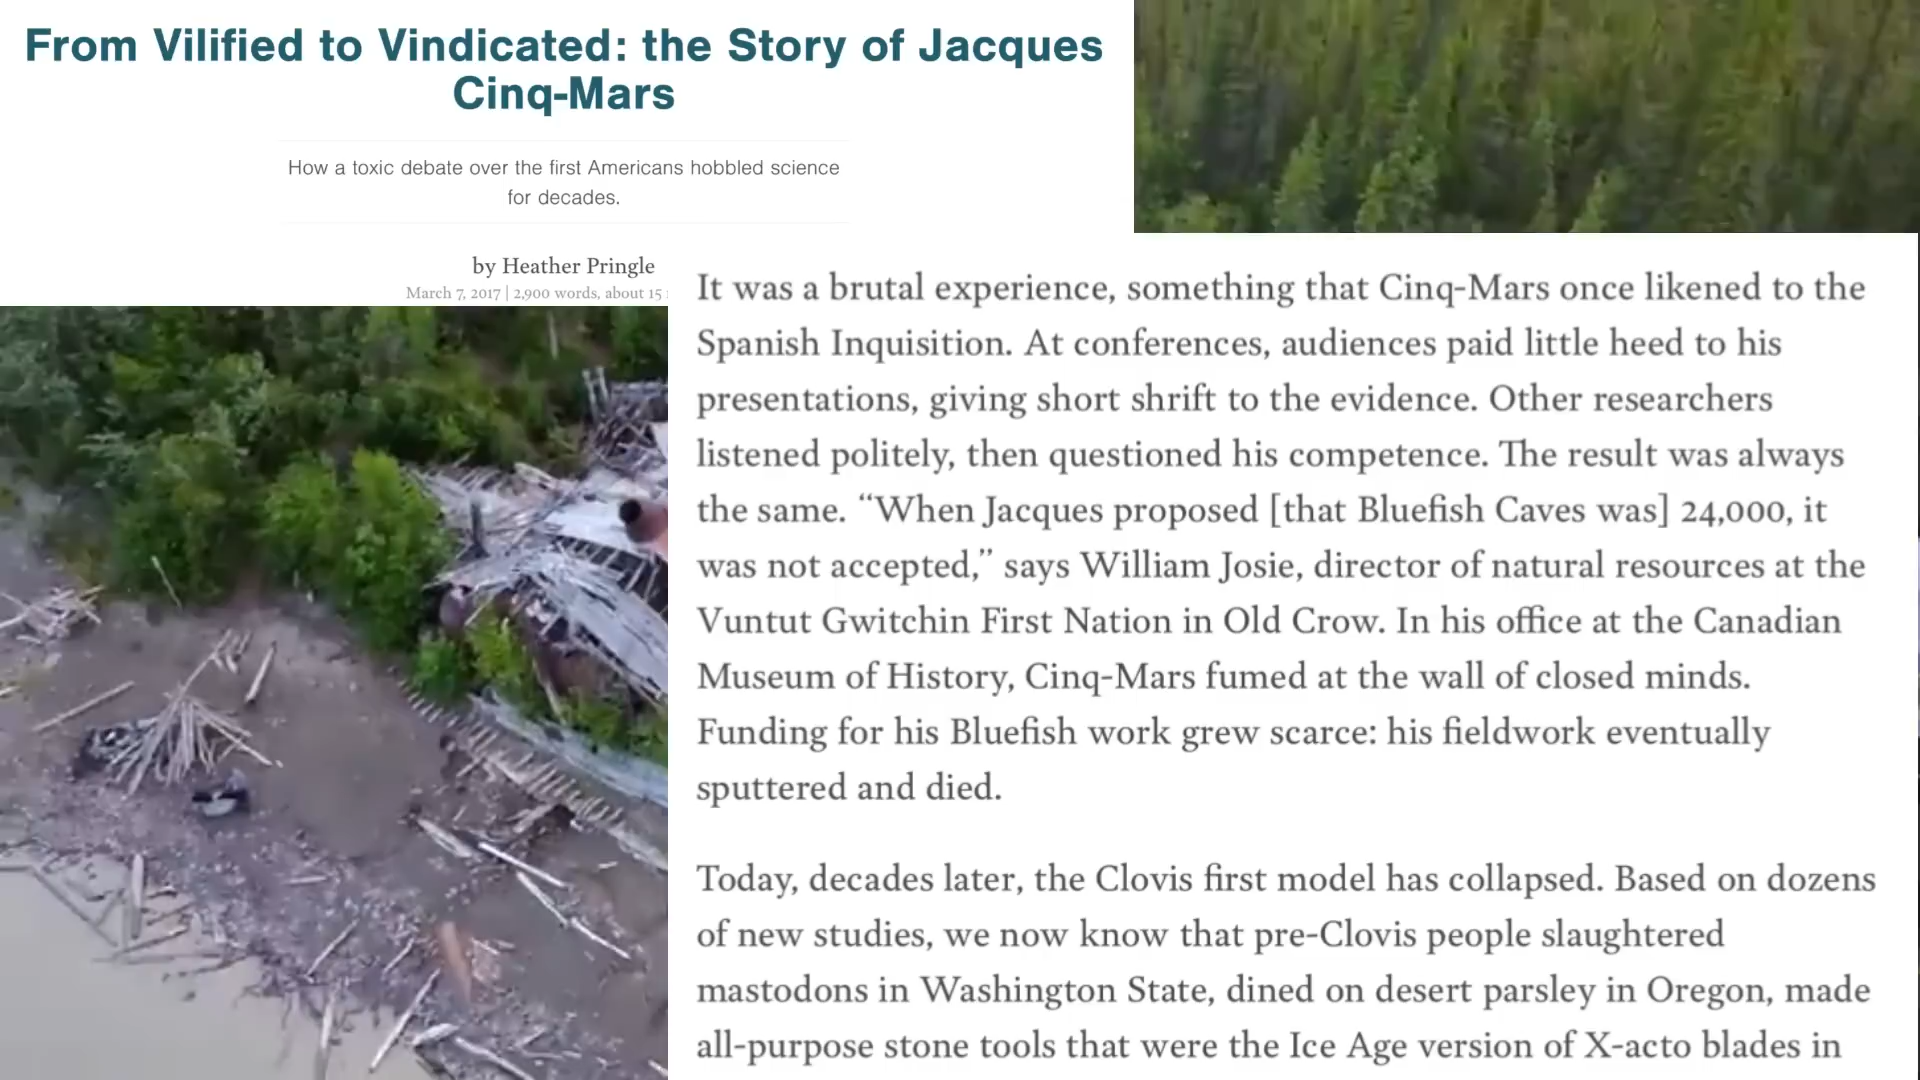 From Vilified to Vindicated: the Story of Jacques
Cinq-Mars
How a toxic debate over the first Americans hobbled science
for decades.
by Heather Pringle
March 7, 2017 | 2,900 words, about 15
It was a brutal experience, something that Cinq-Mars once likened to the
Spanish Inquisition. At conferences, audiences paid little heed to his
presentations, giving short shrift to the evidence. Other researchers
listened politely, then questioned his competence. The result was always
the same. “When Jacques proposed [that Bluefish Caves was] 24,000, it
was not accepted,” says William Josie, director of natural resources at the
Vuntut Gwitchin First Nation in Old Crow. In his office at the Canadian
Museum of History, Cinq-Mars fumed at the wall of closed minds.
Funding for his Bluefish work grew scarce: his fieldwork eventually
sputtered and died.
Today, decades later, the Clovis first model has collapsed. Based on dozens
of new studies, we now know that pre-Clovis people slaughtered
mastodons in Washington State, dined on desert parsley in Oregon, made
all-purpose stone tools that were the Ice Age version of X-acto blades in